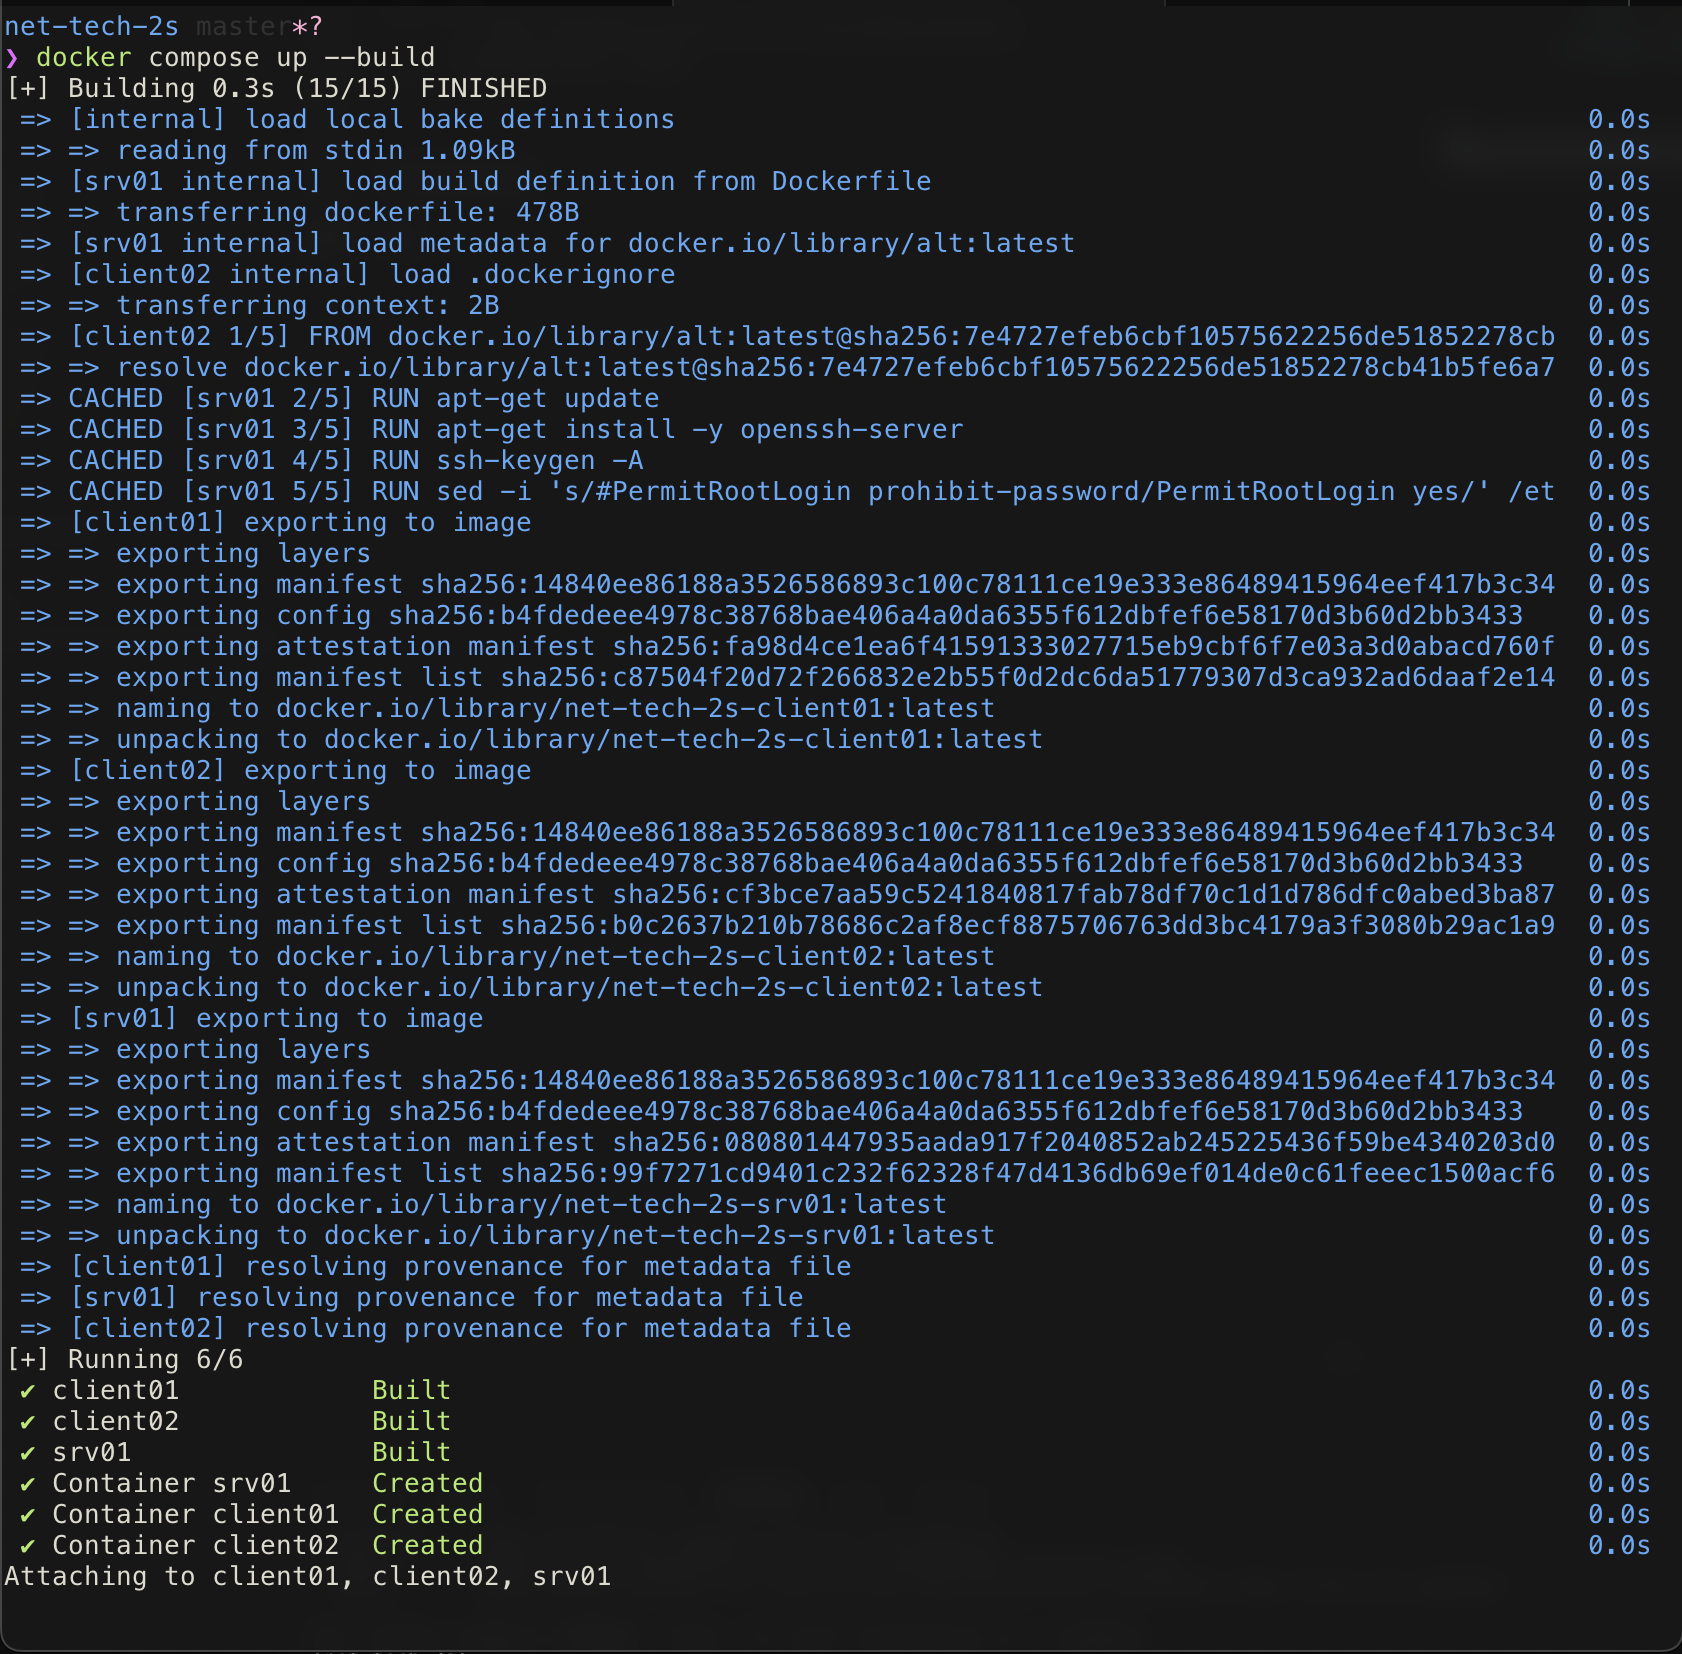 net-tech-2s master*?
❯ docker compose up --build
[+] Building 0.3s (15/15) FINISHED
=> [internal] load local bake definitions 0.0s
=> => reading from stdin 1.09kB 0.0s
=> [srv01 internal] load build definition from Dockerfile 0.0s
=> => transferring dockerfile: 478B 0.0s
=> [srv01 internal] load metadata for docker.io/library/alt:latest 0.0s
=> [client02 internal] load .dockerignore 0.0s
=> => transferring context: 2B 0.0s
=> [client02 1/5] FROM docker.io/library/alt:latest@sha256:7e4727efeb6cbf10575622256de51852278cb 0.0s
=> => resolve docker.io/library/alt:latest@sha256:7e4727efeb6cbf10575622256de51852278cb41b5fe6a7 0.0s
=> CACHED [srv01 2/5] RUN apt-get update 0.0s
=> CACHED [srv01 3/5] RUN apt-get install -y openssh-server 0.0s
=> CACHED [srv01 4/5] RUN ssh-keygen -A 0.0s
=> CACHED [srv01 5/5] RUN sed -i 's/#PermitRootLogin prohibit-password/PermitRootLogin yes/' /et 0.0s
=> [client01] exporting to image 0.0s
=> => exporting layers 0.0s
=> => exporting manifest sha256:14840ee86188a3526586893c100c78111ce19e333e86489415964eef417b3c34 0.0s
=> => exporting config sha256:b4fdedeee4978c38768bae406a4a0da6355f612dbfef6e58170d3b60d2bb3433 0.0s
=> => exporting attestation manifest sha256:fa98d4ce1ea6f41591333027715eb9cbf6f7e03a3d0abacd760f 0.0s
=> => exporting manifest list sha256:c87504f20d72f266832e2b55f0d2dc6da51779307d3ca932ad6daaf2e14 0.0s
=> => naming to docker.io/library/net-tech-2s-client01:latest 0.0s
=> => unpacking to docker.io/library/net-tech-2s-client01:latest 0.0s
=> [client02] exporting to image 0.0s
=> => exporting layers 0.0s
=> => exporting manifest sha256:14840ee86188a3526586893c100c78111ce19e333e86489415964eef417b3c34 0.0s
=> => exporting config sha256:b4fdedeee4978c38768bae406a4a0da6355f612dbfef6e58170d3b60d2bb3433 0.0s
=> => exporting attestation manifest sha256:cf3bce7aa59c5241840817fab78df70c1d1d786dfc0abed3ba87 0.0s
=> => exporting manifest list sha256:b0c2637b210b78686c2af8ecf8875706763dd3bc4179a3f3080b29ac1a9 0.0s
=> => naming to docker.io/library/net-tech-2s-client02:latest 0.0s
=> => unpacking to docker.io/library/net-tech-2s-client02:latest 0.0s
=> [srv01] exporting to image 0.0s
=> => exporting layers 0.0s
=> => exporting manifest sha256:14840ee86188a3526586893c100c78111ce19e333e86489415964eef417b3c34 0.0s
=> => exporting config sha256:b4fdedeee4978c38768bae406a4a0da6355f612dbfef6e58170d3b60d2bb3433 0.0s
=> => exporting attestation manifest sha256:080801447935aada917f2040852ab245225436f59be4340203d0 0.0s
=> => exporting manifest list sha256:99f7271cd9401c232f62328f47d4136db69ef014de0c61feeec1500acf6 0.0s
=> => naming to docker.io/library/net-tech-2s-srv01:latest 0.0s
=> => unpacking to docker.io/library/net-tech-2s-srv01:latest 0.0s
=> [client01] resolving provenance for metadata file 0.0s
=> [srv01] resolving provenance for metadata file 0.0s
=> [client02] resolving provenance for metadata file 0.0s
[+] Running 6/6
✔ client01 Built 0.0s
✔ client02 Built 0.0s
✔ srv01 Built 0.0s
✔ Container srv01 Created 0.0s
✔ Container client01 Created 0.0s
✔ Container client02 Created 0.0s
Attaching to client01, client02, srv01